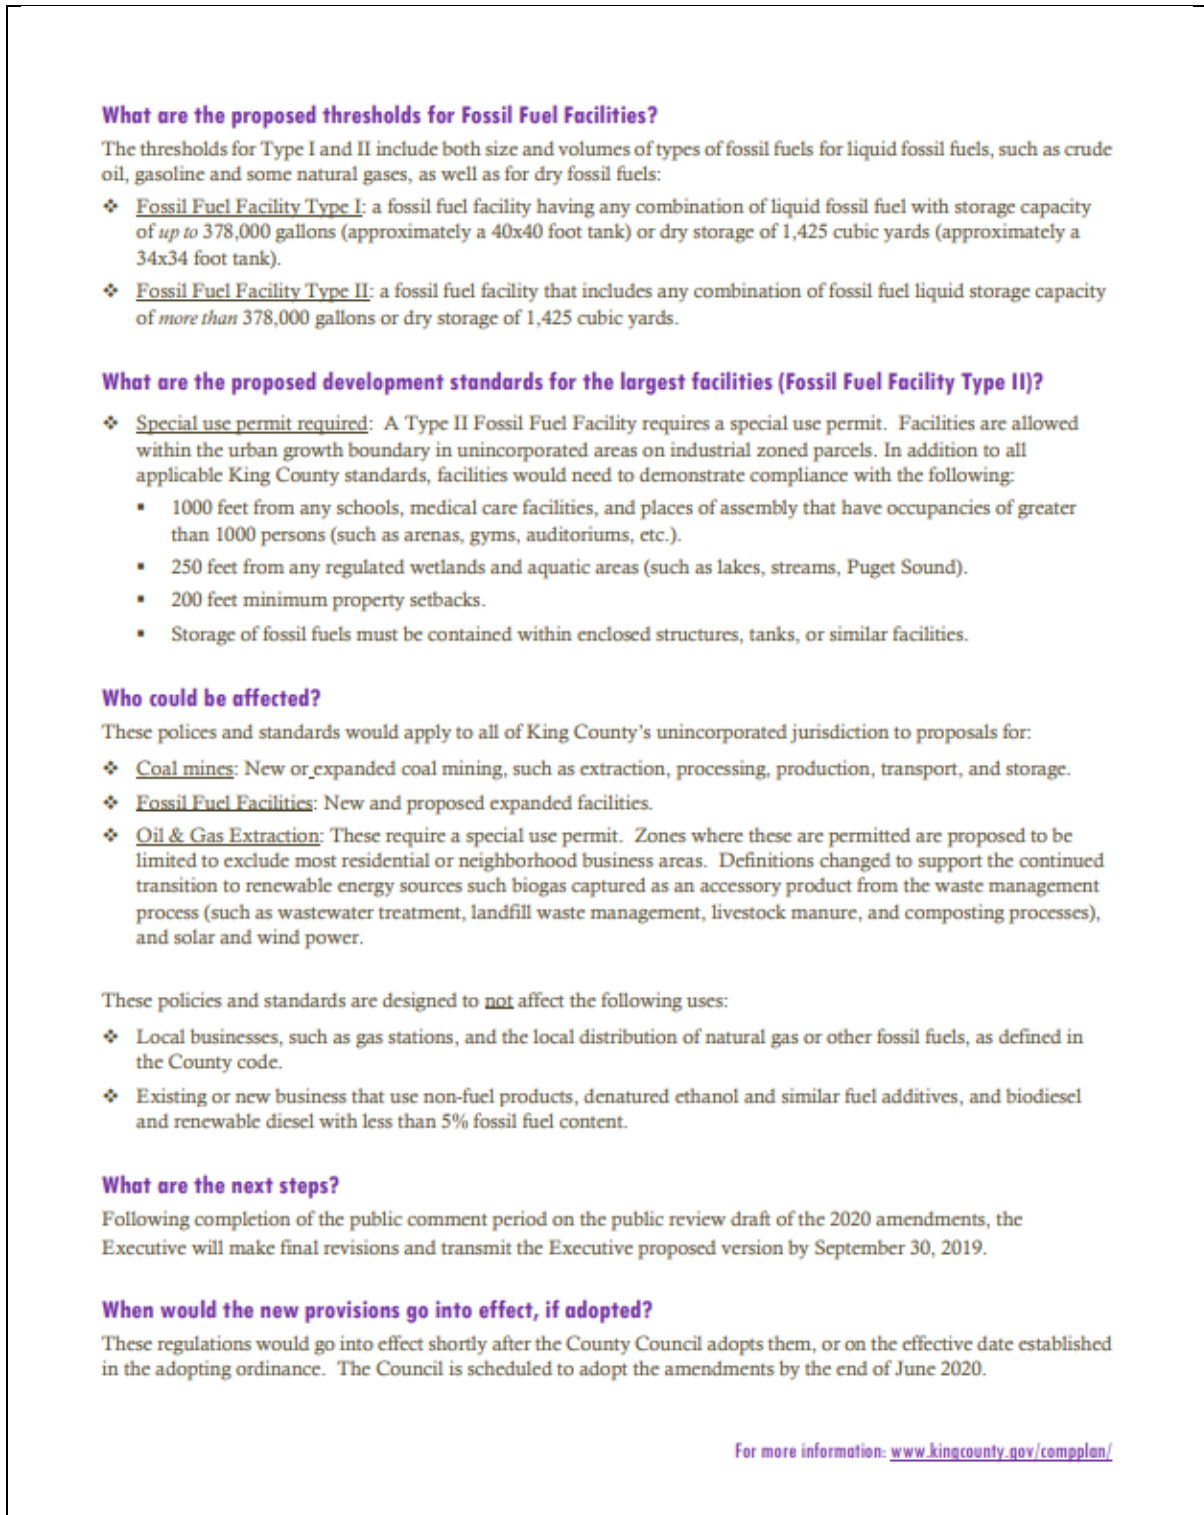 What are the proposed thresholds for Fossil Fuel Facilities?
The thresholds for Type I and II include both size and volumes of types of fossil fuels for liquid fossil fuels, such as crude
oil, gasoline and some natural gases, as well as for dry fossil fuels:
❖ Fossil Fuel Facility Type I: a fossil fuel facility having any combination of liquid fossil fuel with storage capacity
of up to 378,000 gallons (approximately a 40x40 foot tank) or dry storage of 1,425 cubic yards (approximately a
34x34 foot tank).
❖ Fossil Fuel Facility Type II: a fossil fuel facility that includes any combination of fossil fuel liquid storage capacity
of more than 378,000 gallons or dry storage of 1,425 cubic yards.
What are the proposed development standards for the largest facilities (Fossil Fuel Facility Type II)?
❖ Special use permit required: A Type II Fossil Fuel Facility requires a special use permit. Facilities are allowed
within the urban growth boundary in unincorporated areas on industrial zoned parcels. In addition to all
applicable King County standards, facilities would need to demonstrate compliance with the following:
▪ 1000 feet from any schools, medical care facilities, and places of assembly that have occupancies of greater
than 1000 persons (such as arenas, gyms, auditoriums, etc.).
▪ 250 feet from any regulated wetlands and aquatic areas (such as lakes, streams, Puget Sound).
▪ 200 feet minimum property setbacks.
▪ Storage of fossil fuels must be contained within enclosed structures, tanks, or similar facilities.
Who could be affected?
These polices and standards would apply to all of King County's unincorporated jurisdiction to proposals for:
❖ Coal mines: New or expanded coal mining, such as extraction, processing, production, transport, and storage.
❖ Fossil Fuel Facilities: New and proposed expanded facilities.
❖ Oil & Gas Extraction: These require a special use permit. Zones where these are permitted are proposed to be
limited to exclude most residential or neighborhood business areas. Definitions changed to support the continued
transition to renewable energy sources such biogas captured as an accessory product from the waste management
process (such as wastewater treatment, landfill waste management, livestock manure, and composting processes),
and solar and wind power.
These policies and standards are designed to not affect the following uses:
❖ Local businesses, such as gas stations, and the local distribution of natural gas or other fossil fuels, as defined in
the County code.
❖ Existing or new business that use non-fuel products, denatured ethanol and similar fuel additives, and biodiesel
and renewable diesel with less than 5% fossil fuel content.
What are the next steps?
Following completion of the public comment period on the public review draft of the 2020 amendments, the
Executive will make final revisions and transmit the Executive proposed version by September 30, 2019.
When would the new provisions go into effect, if adopted?
These regulations would go into effect shortly after the County Council adopts them, or on the effective date established
in the adopting ordinance. The Council is scheduled to adopt the amendments by the end of June 2020.
For more information: www.kingcounty.gov/compplan/